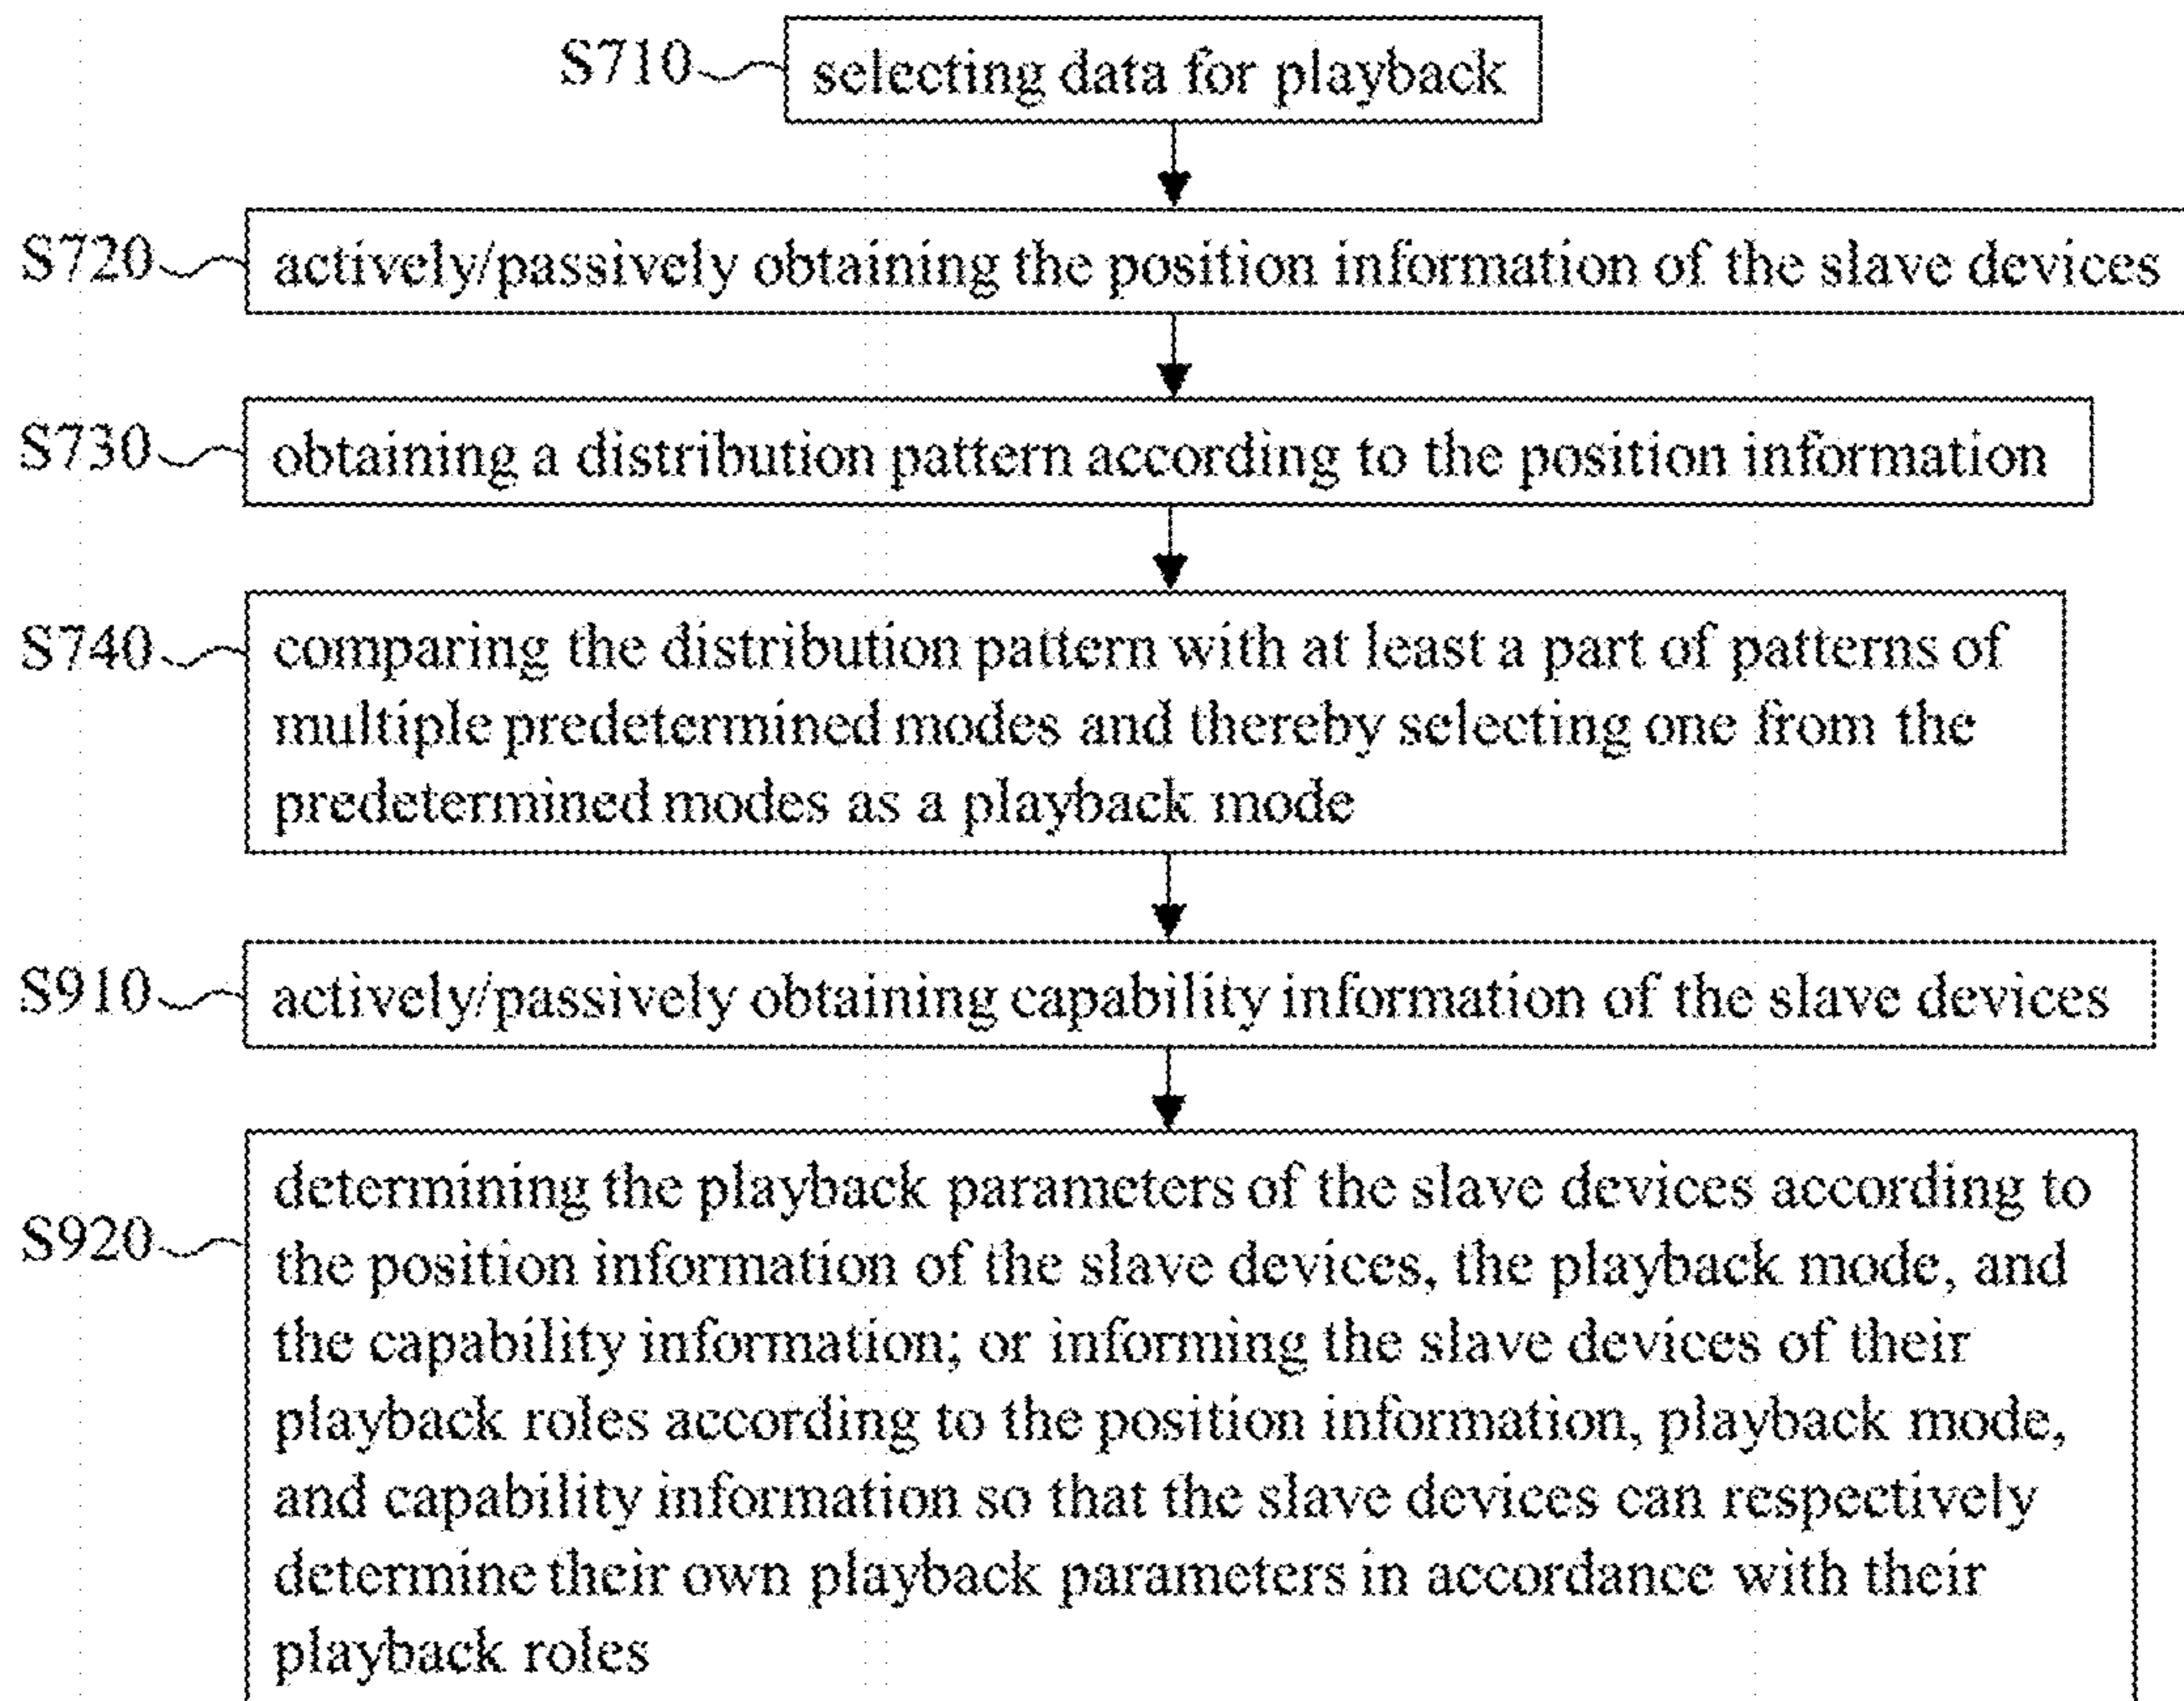 S710 selecting data for playback
S720 actively/passively obtaining the position information of the slave devices
S730 obtaining a distribution pattern according to the position information
S740 comparing the distribution pattern with at least a part of patterns of
multiple predetermined modes and thereby selecting one from the
predetermined modes as a playback mode
S910 actively/passively obtaining capability information of the slave devices
S920 determining the playback parameters of the slave devices according to
the position information of the slave devices, the playback mode, and
the capability information; or informing the slave devices of their
playback roles according to the position information, playback mode,
and capability information so that the slave devices can respectively
determine their own playback parameters in accordance with their
playback roles